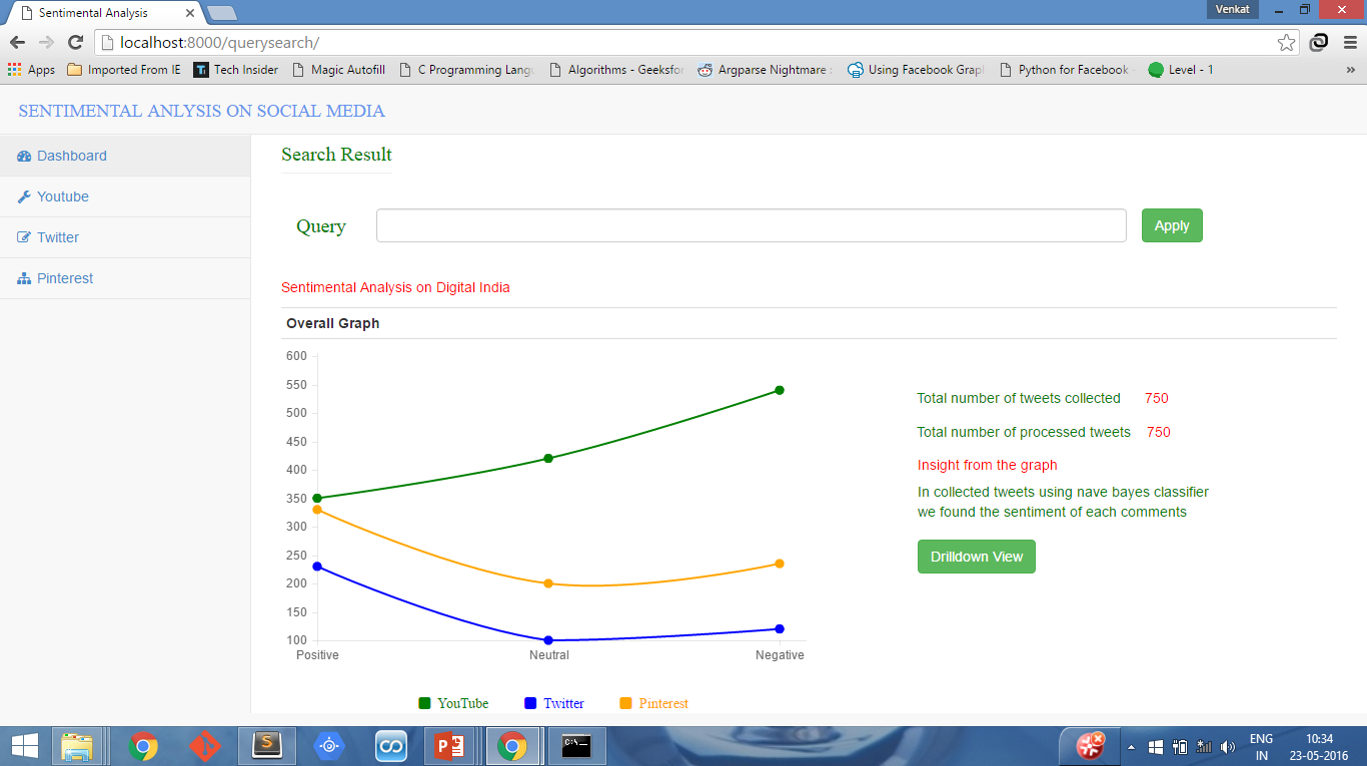 Sentimental Analysis
Venkat
localhost:8000/querysearch/
Apps Imported From IE Tech Insider Magic Autofill C Programming Langu Algorithms - Geeksfor Argparse Nightmare : Using Facebook Grap Python for Facebook - Level - 1 »
SENTIMENTAL ANLYSIS ON SOCIAL MEDIA
Dashboard
Youtube
Twitter
Pinterest
Search Result
Query
Apply
Sentimental Analysis on Digital India
Overall Graph
600
550
500
450
400
350
300
250
200
150
100
Positive Neutral Negative
YouTube Twitter Pinterest
Total number of tweets collected 750
Total number of processed tweets 750
Insight from the graph
In collected tweets using nave bayes classifier
we found the sentiment of each comments
Drilldown View
C:\_
ENG
IN
10:34
23-05-2016